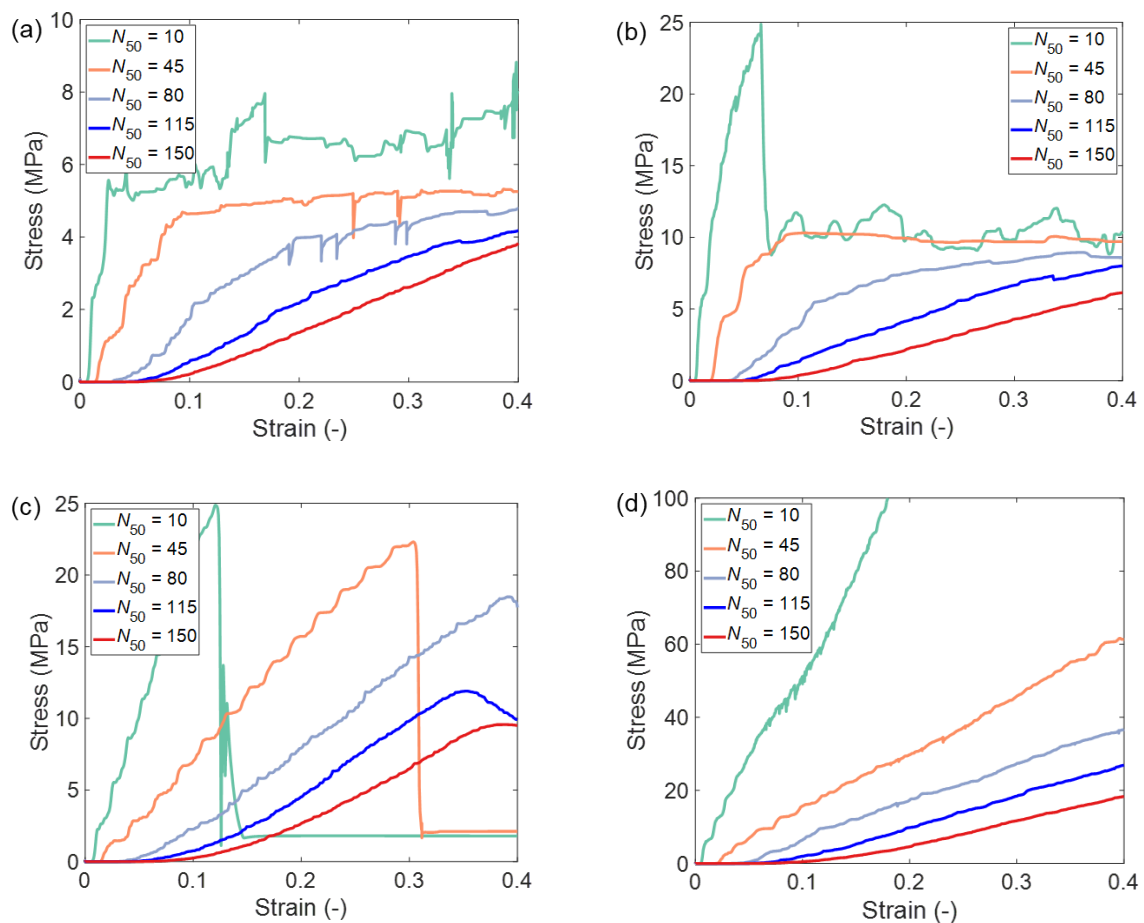 (a)
10
8
6
4
2
0
Stress (MPa)
N50 = 10
N50 = 45
N50 = 80
N50 = 115
N50 = 150
0 0.1 0.2 0.3 0.4
Strain (-)
(b)
25
20
15
10
5
0
Stress (MPa)
N50 = 10
N50 = 45
N50 = 80
N50 = 115
N50 = 150
0 0.1 0.2 0.3 0.4
Strain (-)
(c)
25
20
15
10
5
0
Stress (MPa)
N50 = 10
N50 = 45
N50 = 80
N50 = 115
N50 = 150
0 0.1 0.2 0.3 0.4
Strain (-)
(d)
100
80
60
40
20
0
Stress (MPa)
N50 = 10
N50 = 45
N50 = 80
N50 = 115
N50 = 150
0 0.1 0.2 0.3 0.4
Strain (-)